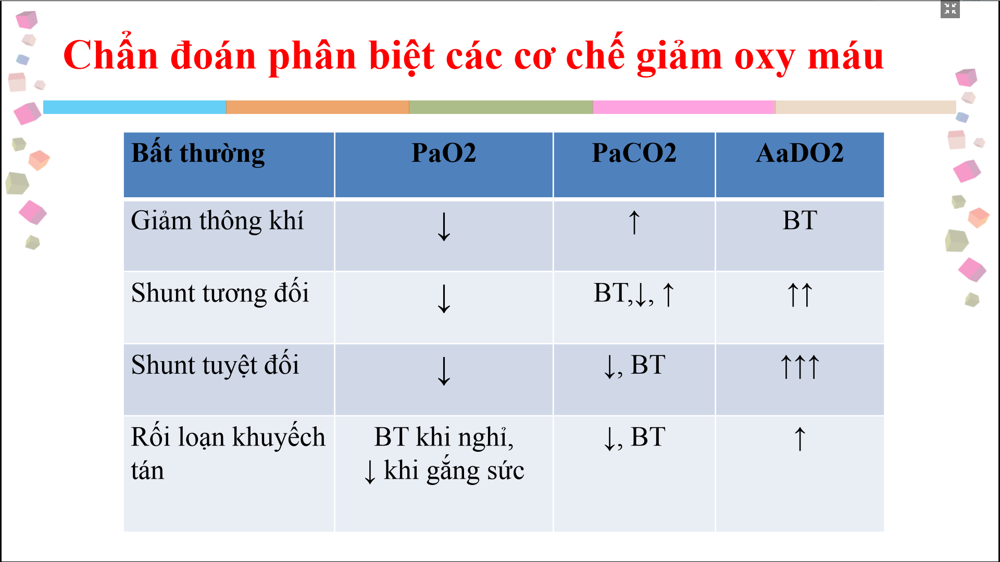 Chẩn đoán phân biệt các cơ chế giảm oxy máu
Bất thường
PaO2
PaCO2
AaDO2
Giảm thông khí
↓
↑
BT
Shunt tương đối
↓
BT,↓, ↑
↑↑
Shunt tuyệt đối
↓
↓, BT
↑↑↑
Rối loạn khuyếch
tán
BT khi nghỉ,
↓ khi gắng sức
↓, BT
↑